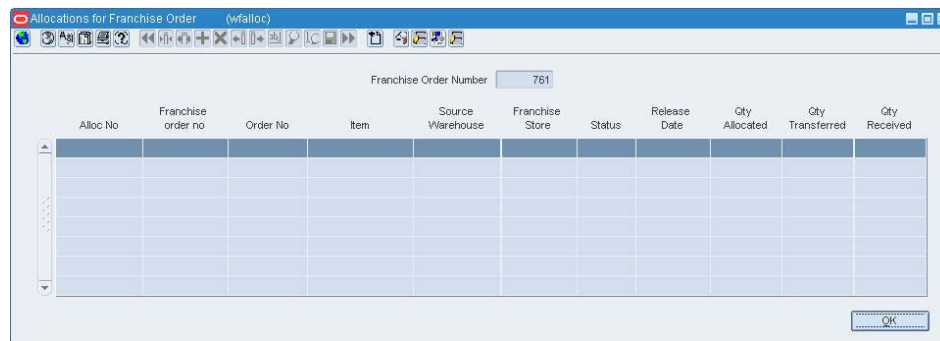 Allocations for Franchise Order (wfalloc)
Franchise Order Number 761
Alloc No Franchise order no Order No Item Source Warehouse Franchise Store Status Release Date Qty Allocated Qty Transferred Qty Received
OK